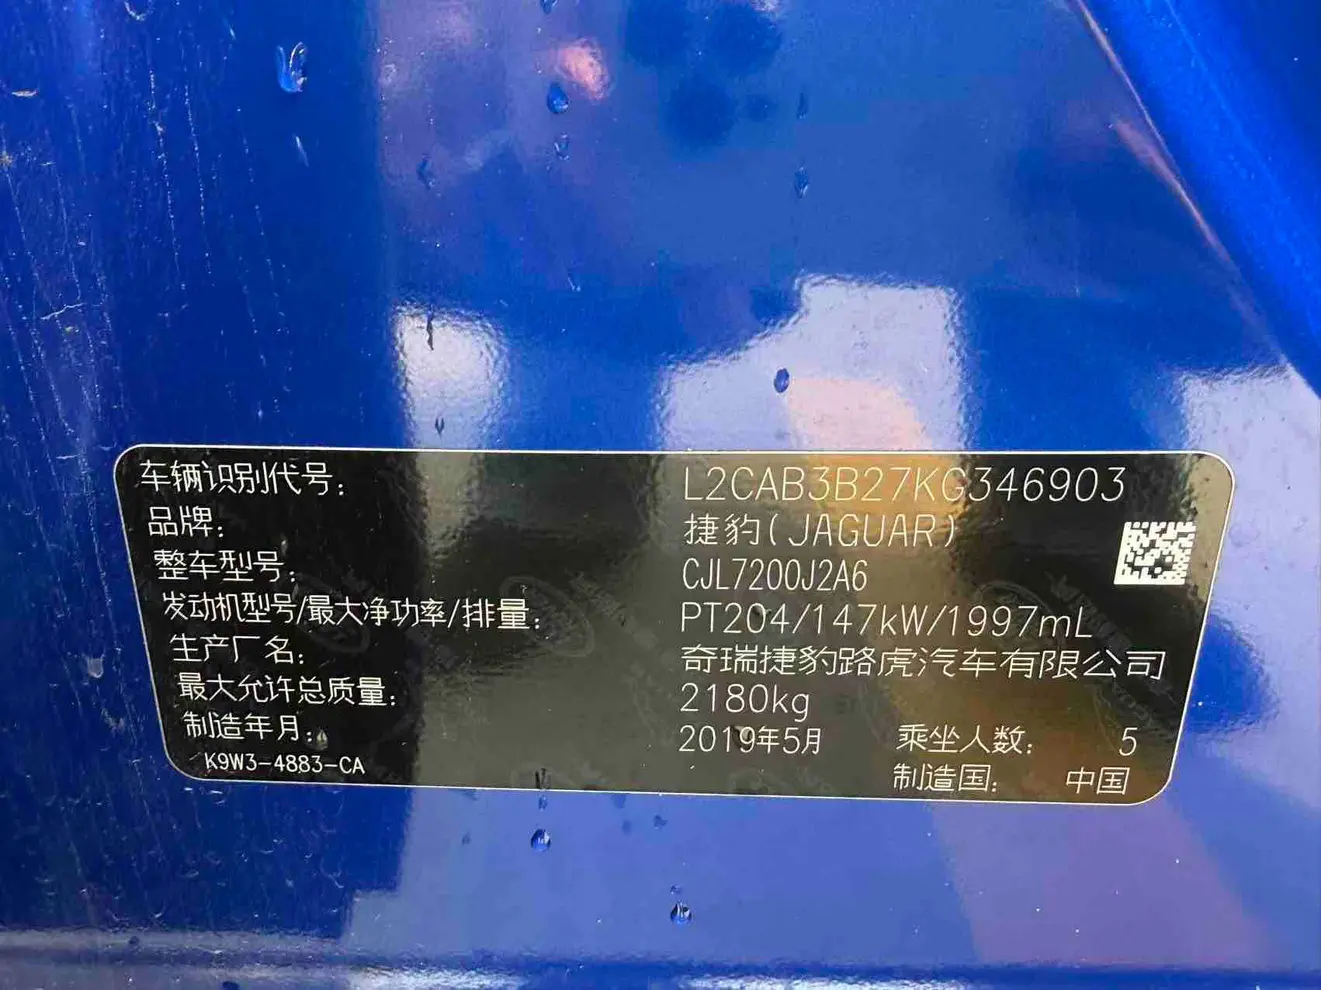 车辆识别代号: L2CAB3B27KG346903
品牌: 捷豹(JAGUAR)
整车型号: CJL7200J2A6
发动机型号/最大净功率/排量: PT204/147kW/1997mL
生产厂名: 奇瑞捷豹路虎汽车有限公司
最大允许总质量: 2180kg
制造年月: 2019年5月 乘坐人数: 5
K9W3-4883-CA 制造国: 中国